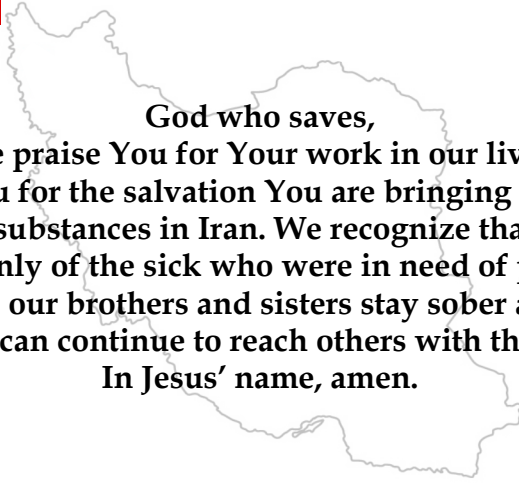 God who saves,
praise You for Your work in our
for the salvation You are bringing
substances in Iran. We recognize
of the sick who were in need of
our brothers and sisters stay sober
can continue to reach others with
In Jesus’ name, amen.